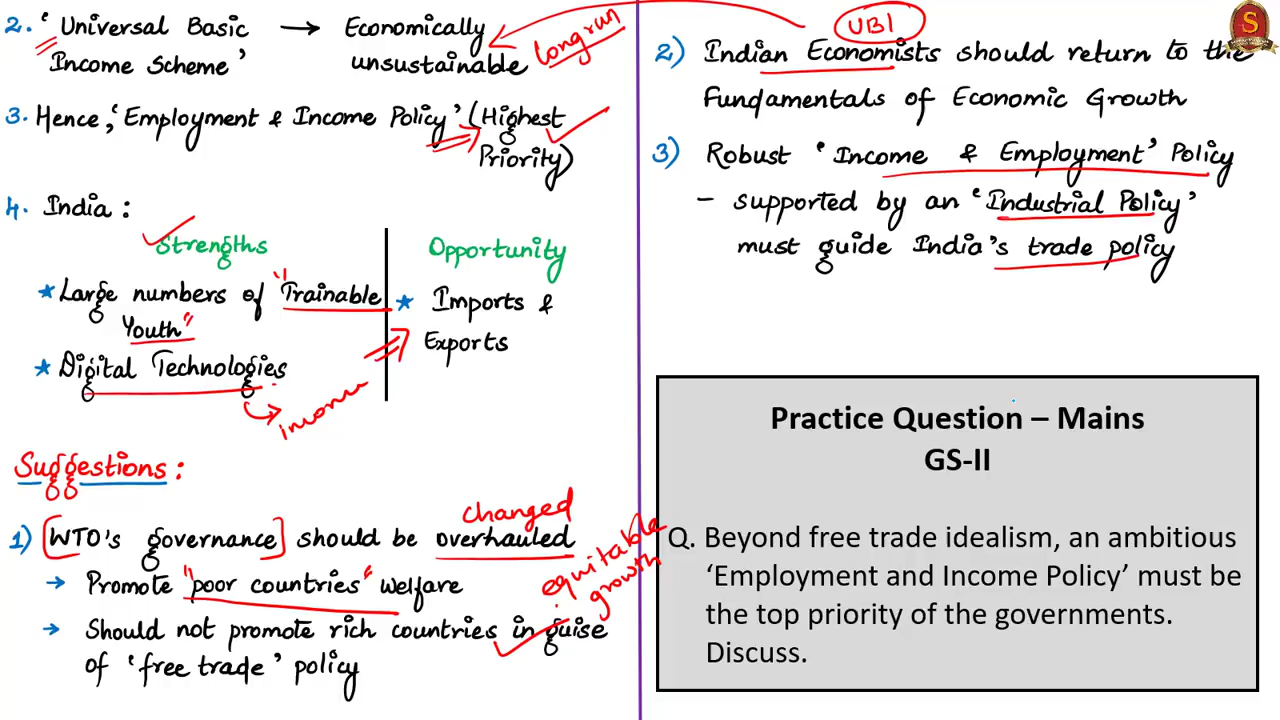 2. 'Universal Basic → Economically
Income Scheme' unsustainable
long run
3. Hence, 'Employment & Income Policy' (Highest
Priority)
4. India:
Strengths
* Large numbers of "Trainable
Youth"
* Digital Technologies
income
Opportunity
* Imports &
Exports
Suggestions:
1) [WTO's governance] should be overhauled
changed
→ Promote "poor countries" welfare
equitable
growth
→ Should not promote rich countries in guise
of 'free trade' policy
UBI
2) Indian Economists should return to the
Fundamentals of Economic Growth
3) Robust 'Income & Employment' Policy
- supported by an 'Industrial Policy'
must guide India's trade policy
Practice Question – Mains
GS-II
Q. Beyond free trade idealism, an ambitious
'Employment and Income Policy' must be
the top priority of the governments.
Discuss.
S